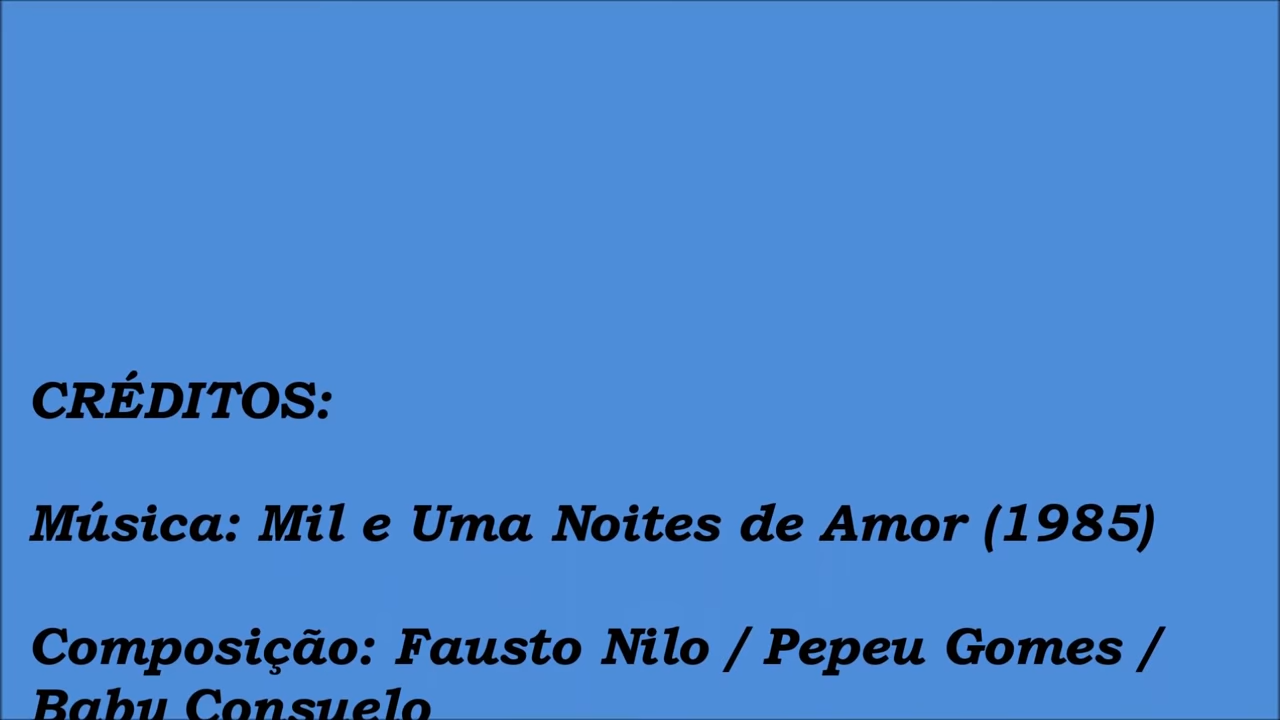 CRÉDITOS:
Música: Mil e Uma Noites de Amor (1985)
Composição: Fausto Nilo / Pepeu Gomes /
Baby Consuelo